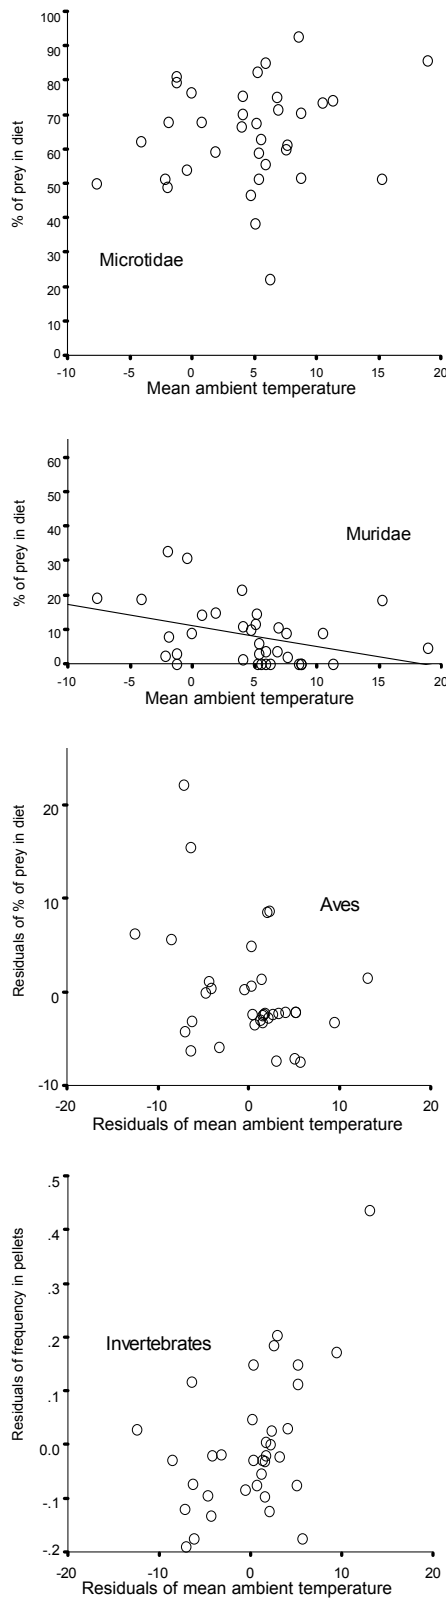 100
90
80
70
60
50
40
30
20
10
0
% of prey in diet
Microtidae
-10 -5 0 5 10 15 20
Mean ambient temperature
60
50
40
30
20
10
0
% of prey in diet
Muridae
-10 -5 0 5 10 15 20
Mean ambient temperature
20
10
0
-10
Residuals of % of prey in diet
Aves
-20 -10 0 10 20
Residuals of mean ambient temperature
.5
.4
.3
.2
.1
0.0
-.1
-.2
Residuals of frequency in pellets
Invertebrates
-20 -10 0 10 20
Residuals of mean ambient temperature